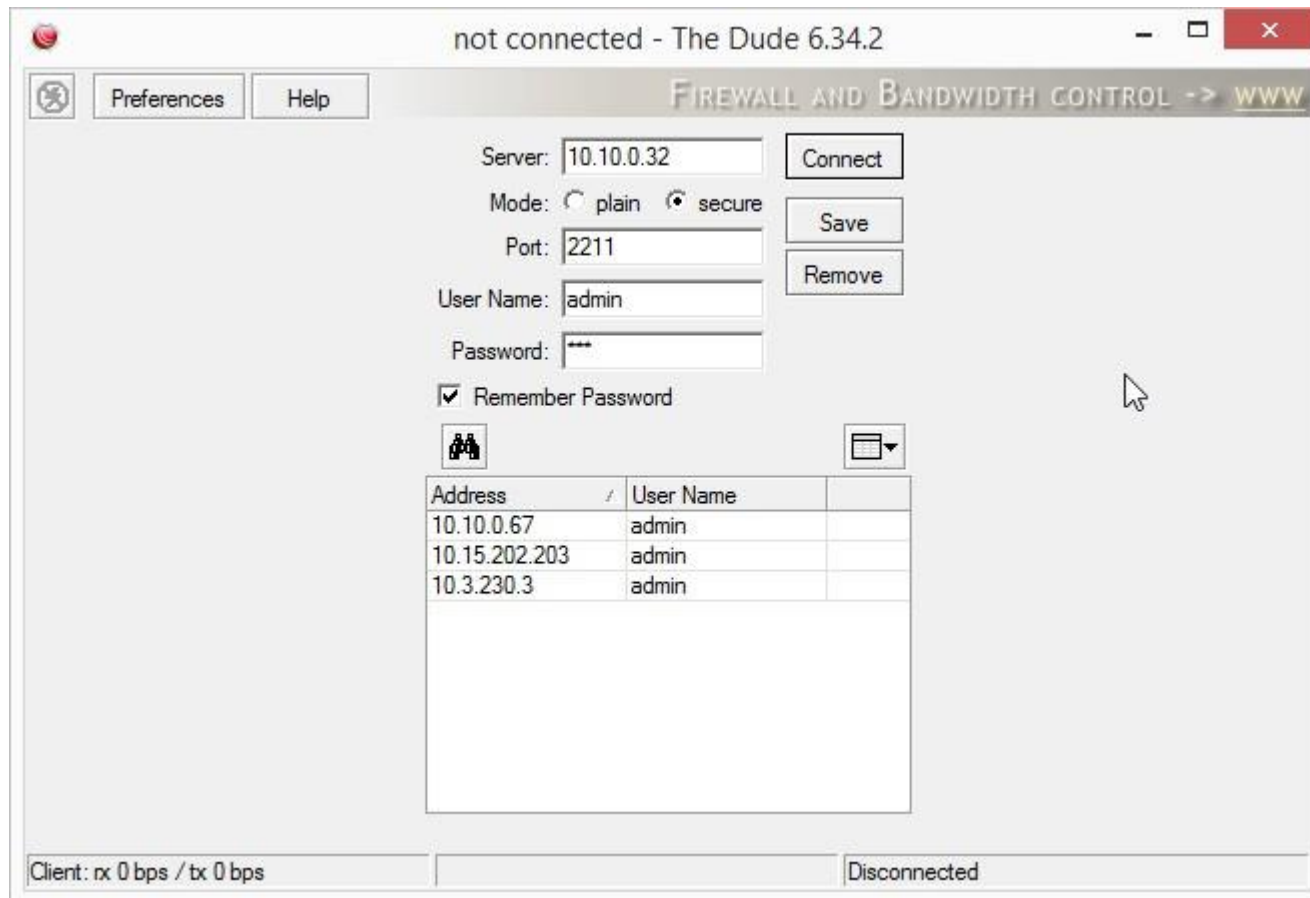 not connected - The Dude 6.34.2
Preferences Help FIREWALL AND BANDWIDTH CONTROL -> WWW
Server: 10.10.0.32 Connect
Mode: plain secure
Save
Port: 2211
Remove
User Name: admin
Password: ***
Remember Password
Address User Name
10.10.0.67 admin
10.15.202.203 admin
10.3.230.3 admin
Client: rx 0 bps / tx 0 bps Disconnected